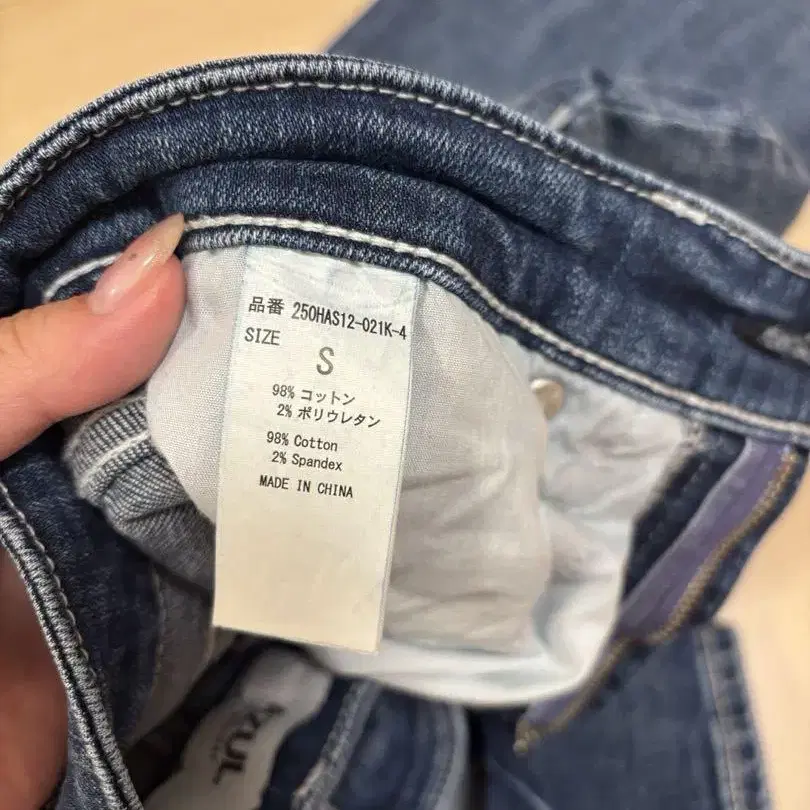 品番 250HAS12-021K-4
SIZE
S
98% コットン
2% ポリウレタン
98% Cotton
2% Spandex
MADE IN CHINA